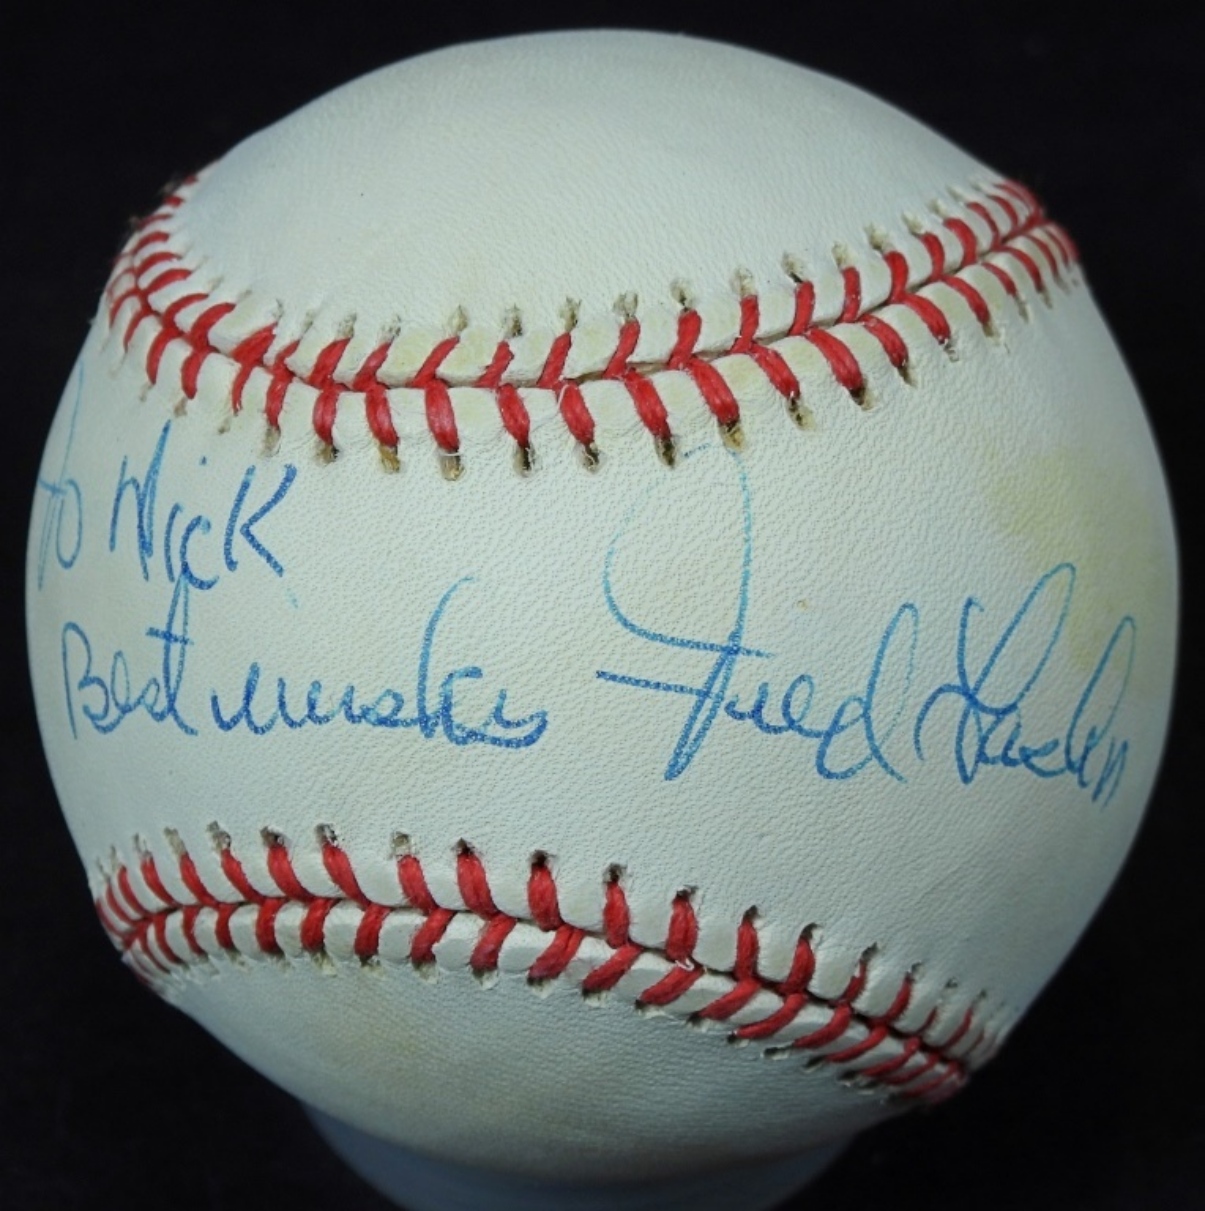 To Nick
Best wishes
Fred